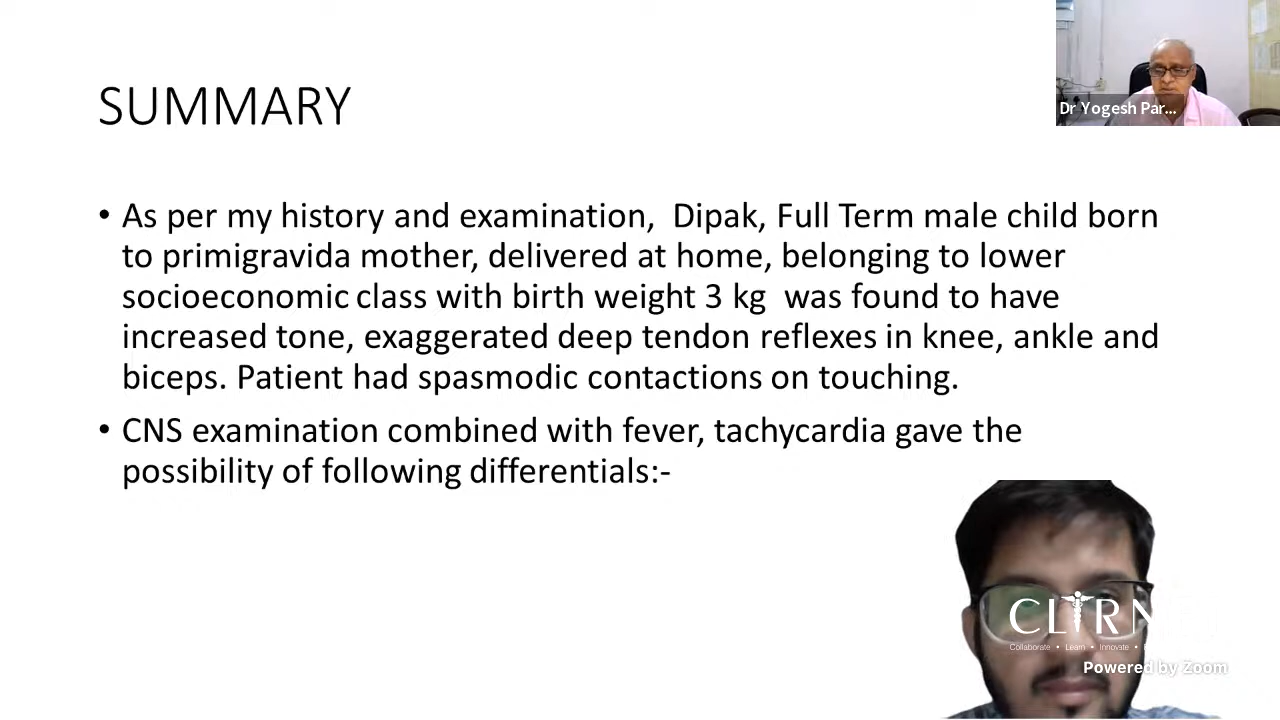 SUMMARY
Dr Yogesh Par...
• As per my history and examination, Dipak, Full Term male child born
to primigravida mother, delivered at home, belonging to lower
socioeconomic class with birth weight 3 kg was found to have
increased tone, exaggerated deep tendon reflexes in knee, ankle and
biceps. Patient had spasmodic contactions on touching.
• CNS examination combined with fever, tachycardia gave the
possibility of following differentials:-
CLIRN
Collaborate • Learn • Innovate •
Powered by Zoom